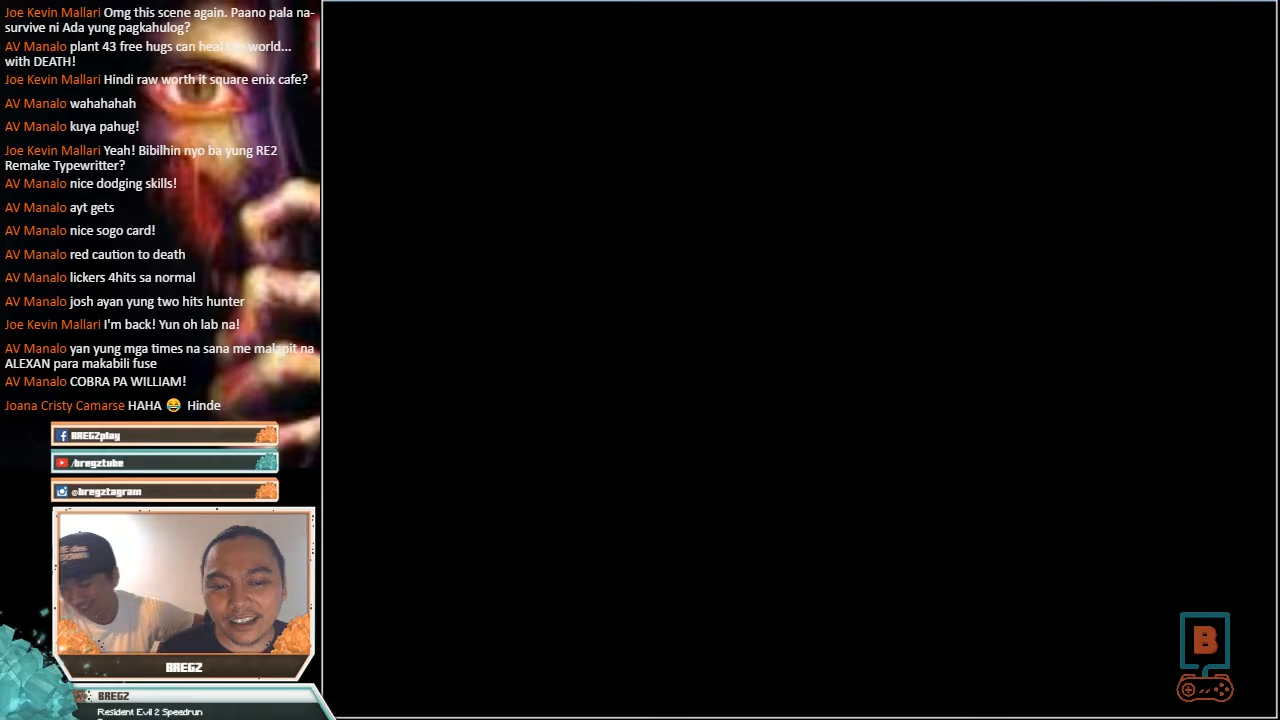 Joe Kevin Mallari Omg this scene again. Paano pala na-
survive ni Ada yung pagkahulog?
AV Manalo plant 43 free hugs can heal the world...
with DEATH!
Joe Kevin Mallari Hindi raw worth it square enix cafe?
AV Manalo wahahahah
AV Manalo kuya pahug!
Joe Kevin Mallari Yeah! Bibilhin nyo ba yung RE2
Remake Typewritter?
AV Manalo nice dodging skills!
AV Manalo ayt gets
AV Manalo nice sogo card!
AV Manalo red caution to death
AV Manalo lickers 4hits sa normal
AV Manalo josh ayan yung two hits hunter
Joe Kevin Mallari I'm back! Yun oh lab na!
AV Manalo yan yung mga times na sana me malapit na
ALEXAN para makabili fuse
AV Manalo COBRA PA WILLIAM!
Joana Cristy Camarse HAHA 😂 Hinde
BREGZplay
/bregztube
@bregztagram
BREGZ
BREGZ
Resident Evil 2 Speedrun
B